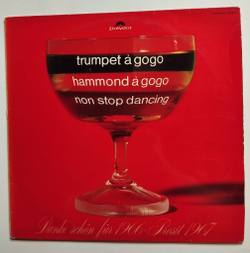 polydor
trumpet à gogo
hammond à gogo
non stop dancing
Danke schön für 1966 - Prosit 1967